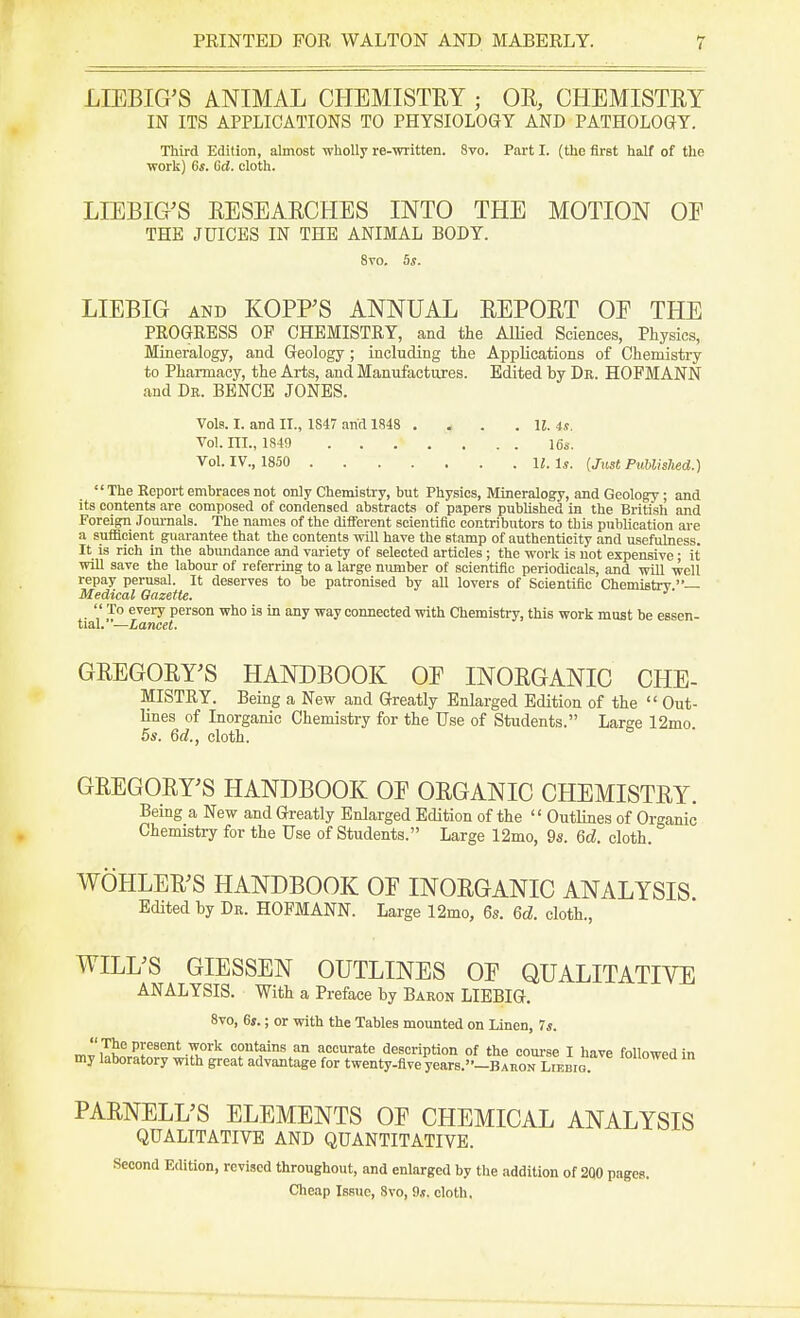 PRINTED FOR WALTON AND MABERLY. 7
LIEBIG'S ANIMAL CHEMISTRY; OR, CHEMISTRY
IN ITS APPLICATIONS TO PHYSIOLOGY AND PATHOLOGY.
Third Edition, almost wholly re-written. 8vo. Part I. (the first half of the
work) 6s. 6d. cloth.
LIEBIG'S RESEARCHES INTO THE MOTION OF
THE JUICES IN THE ANIMAL BODY.
8vo. 5s.
LIEBIG AND KOPP'S ANNUAL REPORT OF THE
PROGRESS OF CHEMISTRY, and the Allied Sciences, Physics,
Mineralogy, and Geology; including the Applications of Chemistry
to Pharmacy, the Arts, and Manufactures. Edited by DR. HOFMANN
and DR. BENCE JONES.
Vols. I. and II., 1847 and 1848 . . . . 1l. 4s.
Vol. III., 1849 . . . . . . . . 16s.
Vol. IV., 1850 . . . . . . . . 1l. 1s. (Just Published.)
"The Report embraces not only Chemistry, but Physics, Mineralogy, and Geology; and
its contents are composed of condensed abstracts of papers published in the British and
Foreign Journals. The names of the different scientific contributors to this publication are
a sufficient guarantee that the contents will have the stamp of authenticity and usefulness.
It is rich in the abundance and variety of selected articles; the work is not expensive; it
will save the labour of referring to a large number of scientific periodicals, and will well
repay perusal. It deserves to be patronised by all lovers of Scientific Chemistry."—
Medical Gazette.
"To every person who is in any way connected with Chemistry, this work must be essen-
tial."—Lancet.
GREGORY'S HANDBOOK OF INORGANIC CHE-
MISTRY. Being a New and Greatly Enlarged Edition of the "Out-
lines of Inorganic Chemistry for the Use of Students." Large 12mo.
5s. 6d., cloth.
GREGORY'S HANDBOOK OF ORGANIC CHEMISTRY.
Being a New and Greatly Enlarged Edition of the "Outlines of Organic
Chemistry for the Use of Students." Large 12mo, 9s. 6d. cloth.
WÖHLER'S HANDBOOK OF INORGANIC ANALYSIS.
Edited by DR. HOFMANN. Large 12mo, 6s. 6d. cloth.,
WILL'S GIESSEN OUTLINES OF QUALITATIVE
ANALYSIS. With a Preface by BARON LIEBIG.
8vo, 6s.; or with the Tables mounted on Linen, 7s.
"The present work contains an accurate description of the course I have followed in
my laboratory with great advantage for twenty-five years."—BARON LIEBIG.
PARNELL'S ELEMENTS OF CHEMICAL ANALYSIS
QUALITATIVE AND QUANTITATIVE.
Second Edition, revised throughout, and enlarged by the addition of 200 pages.
Cheap Issue, 8vo, 9s. cloth.